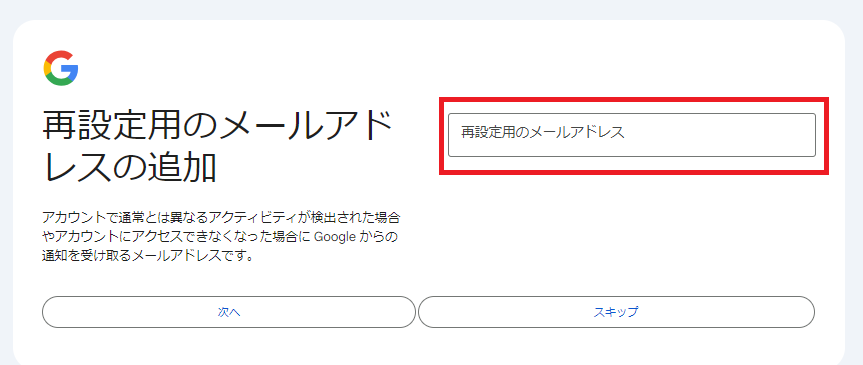 再設定用のメールアド
レスの追加
アカウントで通常とは異なるアクティビティが検出された場合
やアカウントにアクセスできなくなった場合に Google からの
通知を受け取るメールアドレスです。
再設定用のメールアドレス
次へ
スキップ